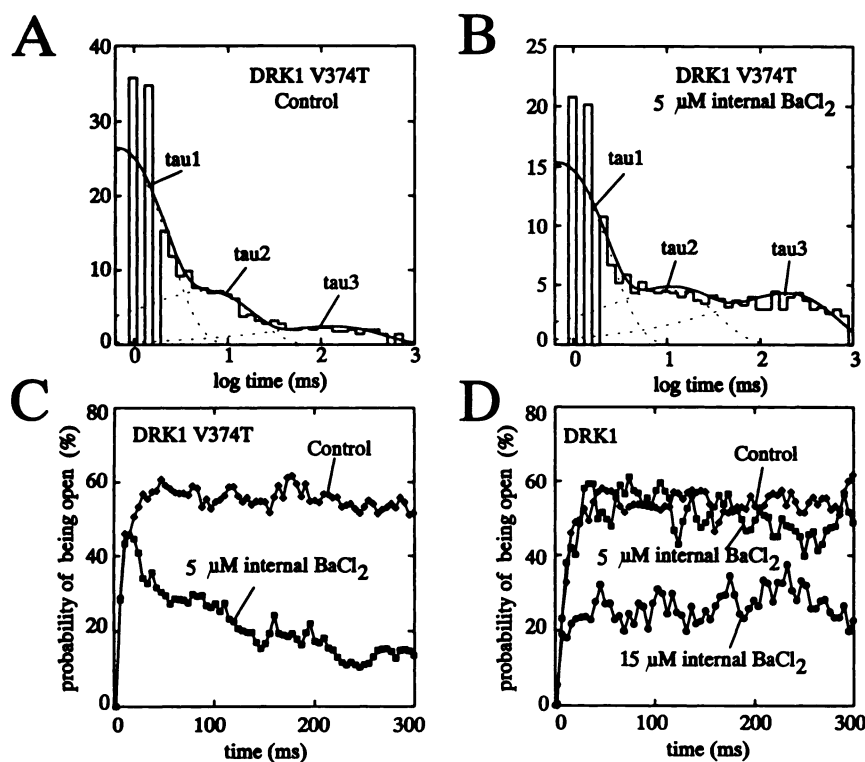 A
40
30
20
10
0
DRK1 V374T
Control
tau1
tau2
tau3
0
1
2
3
log time (ms)
B
25
20
15
10
5
0
DRK1 V374T
5 µM internal BaCl2
tau1
tau2
tau3
0
1
2
3
log time (ms)
C
probability of being open (%)
80
60
40
20
0
DRK1 V374T
Control
5 µM internal BaCl2
0
100
200
300
time (ms)
D
probability of being open (%)
80
60
40
20
0
DRK1
Control
5 µM internal BaCl2
15 µM internal BaCl2
0
100
200
300
time (ms)